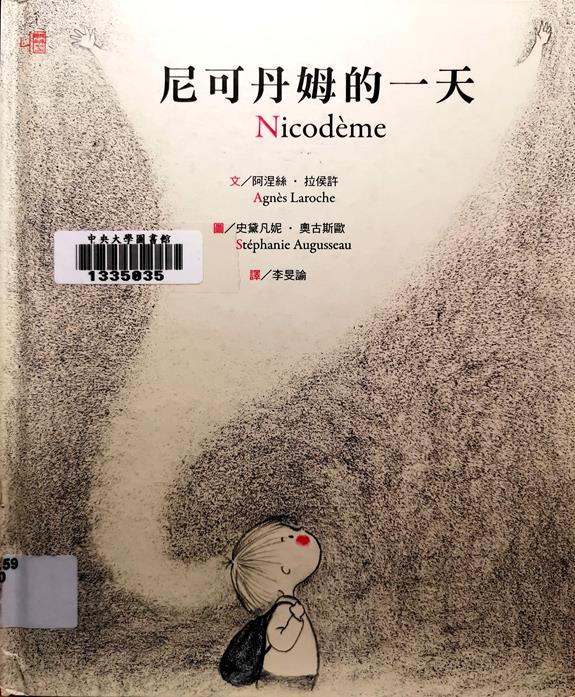 尼可丹姆的一天
Nicodème
文／阿涅絲・拉侯許
Agnès Laroche
圖／史黛凡妮・奧古斯歐
Stéphanie Augusseau
譯／李旻諭
中央大學圖書館
1335035
.59
0